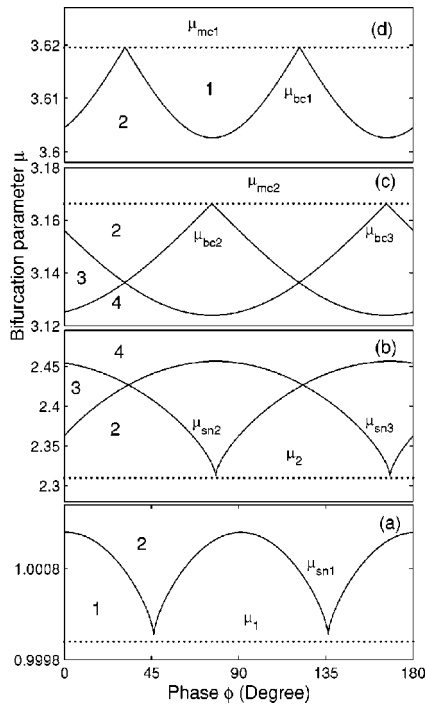 Bifurcation parameter μ
(d)
μmc1
3.62
1
μbc1
3.61
2
3.6
3.18
(c)
μmc2
3.16
2
μbc2
μbc3
3.14
3
4
3.12
(b)
4
2.45
3
2.4
2
μsn2
μsn3
2.35
μ2
2.3
(a)
2
1.0008
μsn1
1
μ1
0.9998
0 45 90 135 180
Phase ϕ (Degree)